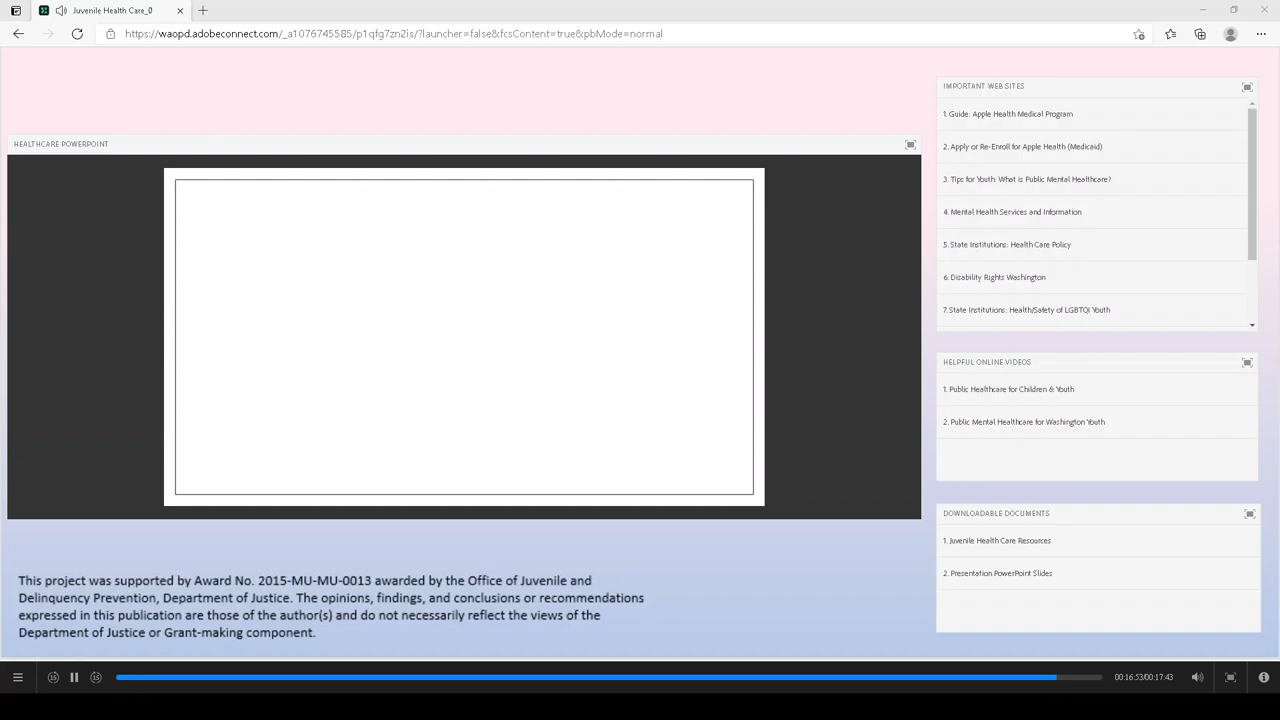 Juvenile Health Care_0
https://waopd.adobeconnect.com/_a1076745585/p1qfg7zn2is/?launcher=false&fcsContent=true&pbMode=normal
HEALTHCARE POWERPOINT
IMPORTANT WEB SITES
1. Guide: Apple Health Medical Program
2. Apply or Re-Enroll for Apple Health (Medicaid)
3. Tips for Youth: What is Public Mental Healthcare?
4. Mental Health Services and Information
5. State Institutions: Health Care Policy
6. Disability Rights Washington
7. State Institutions: Health/Safety of LGBTQI Youth
HELPFUL ONLINE VIDEOS
1. Public Healthcare for Children & Youth
2. Public Mental Healthcare for Washington Youth
DOWNLOADABLE DOCUMENTS
1. Juvenile Health Care Resources
2. Presentation PowerPoint Slides
This project was supported by Award No. 2015-MU-MU-0013 awarded by the Office of Juvenile and
Delinquency Prevention, Department of Justice. The opinions, findings, and conclusions or recommendations
expressed in this publication are those of the author(s) and do not necessarily reflect the views of the
Department of Justice or Grant-making component.
15
15
00:16:53/00:17:43